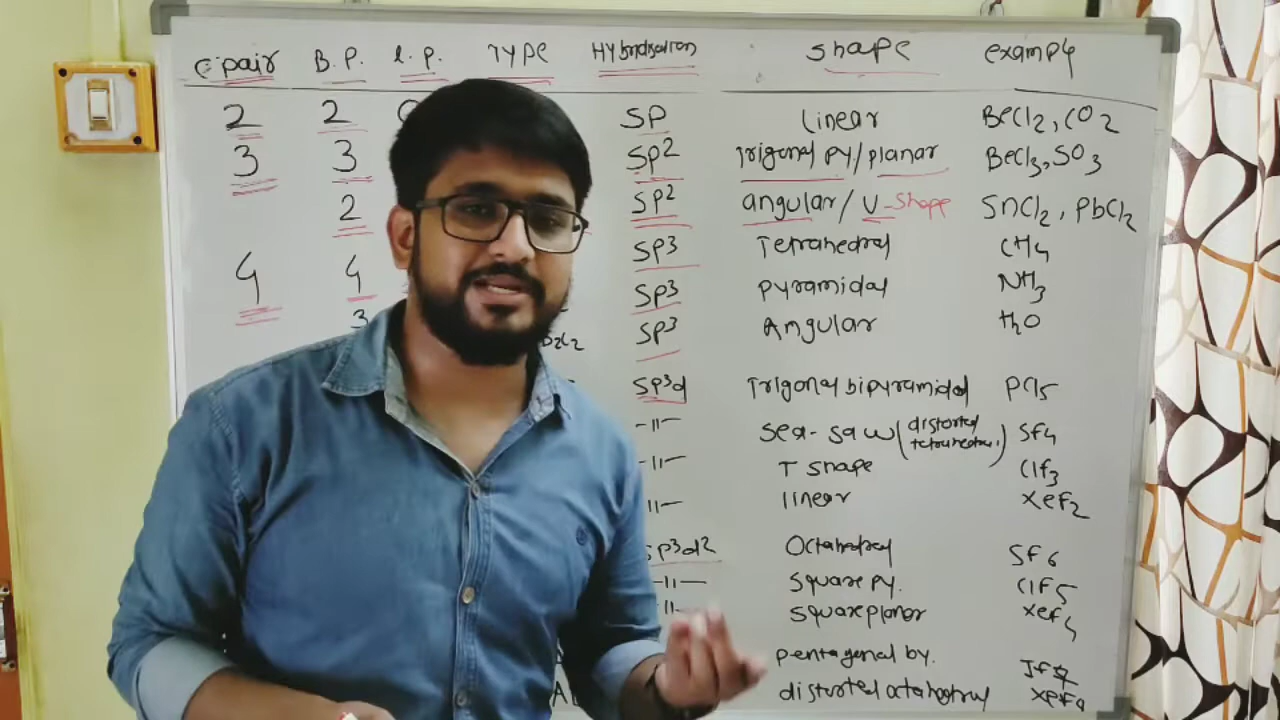 e⁻ pair B.P. l.p. TYPE Hybridisation shape example
2 2 0 SP linear BeCl2, CO2
3 3 SP2 Trigonal py/planar BeCl3, SO3
2 SP2 angular/ V-shape SnCl2, PbCl2
SP3 Tetrahedral CH4
4 4 SP3 pyramidal NH3
3 SP3 Angular H2O
SP3d Trigonal bipyramidal PCl5
-11- sea-saw (distorted tetrahedral) SF4
-11- T shape ClF3
11- linear XeF2
SP3d2 Octahedral SF6
-11- Square py. ClF5
-11- Square planar XeF4
pentagonal by.
distorted octahedral